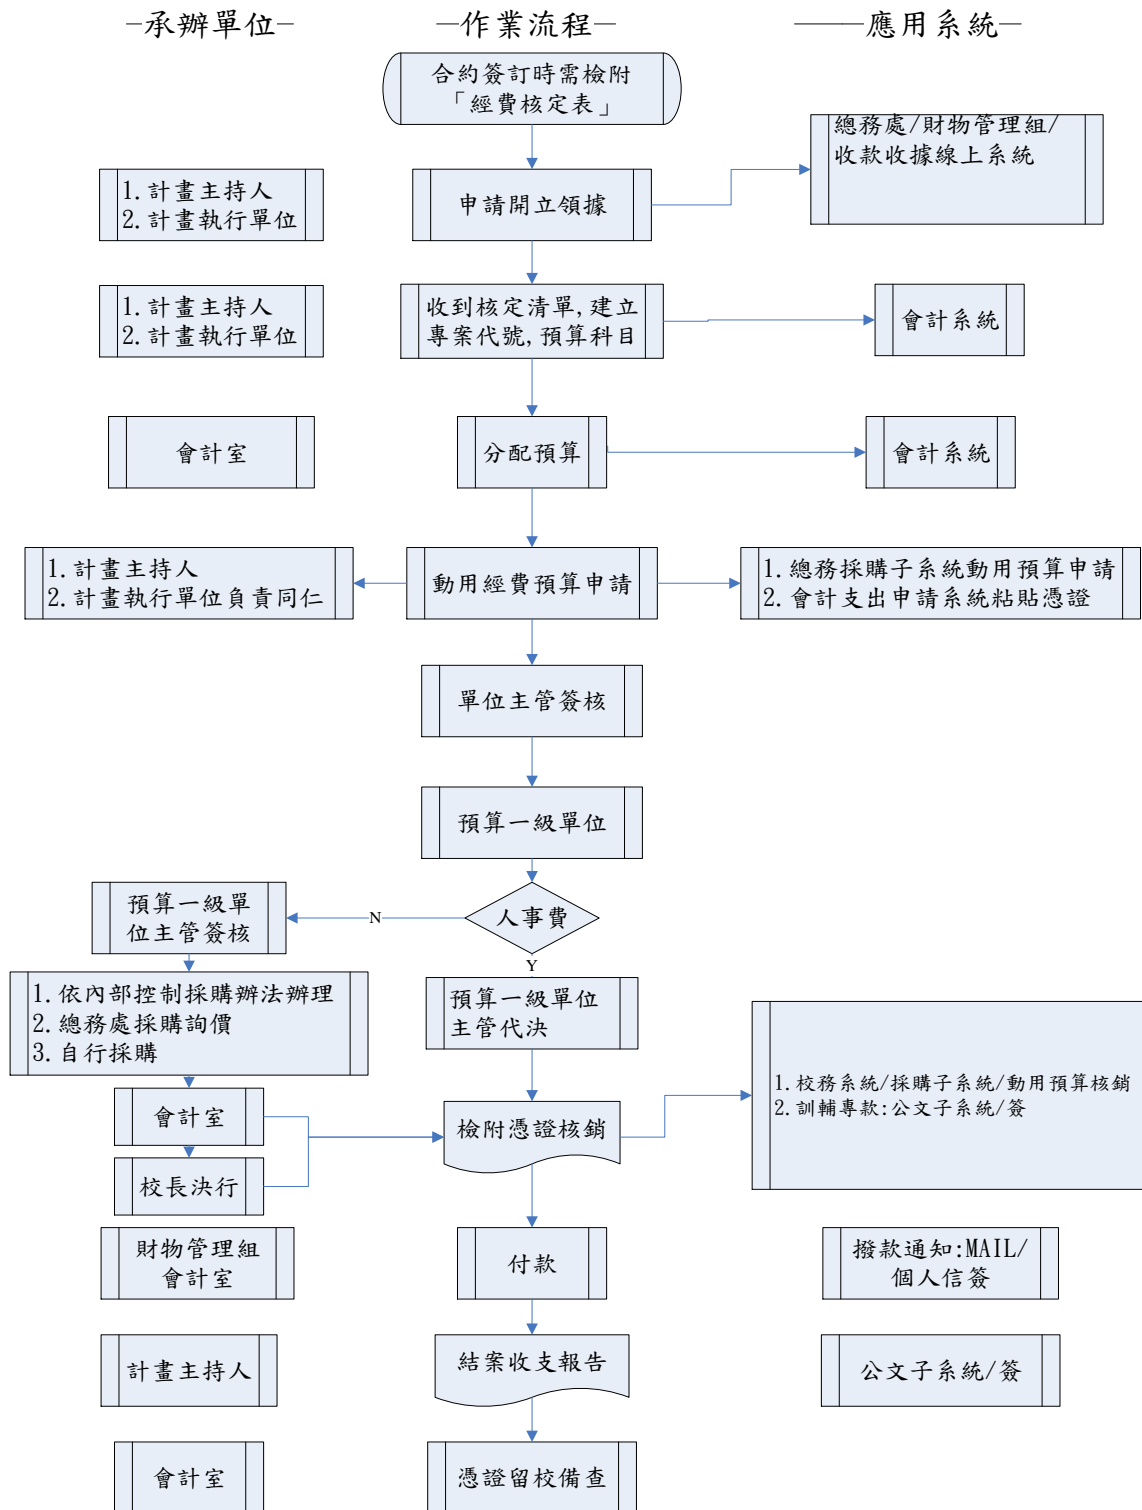 －承辦單位－
－作業流程－
——應用系統－
合約簽訂時需檢附
「經費核定表」
總務處/財物管理組/
收款收據線上系統
1.計畫主持人
2.計畫執行單位
申請開立領據
1.計畫主持人
2.計畫執行單位
收到核定清單,建立
專案代號,預算科目
會計系統
會計室
分配預算
會計系統
1.計畫主持人
2.計畫執行單位負責同仁
動用經費預算申請
1.總務採購子系統動用預算申請
2.會計支出申請系統粘貼憑證
單位主管簽核
預算一級單位
預算一級單
位主管簽核
N
人事費
Y
1.依內部控制採購辦法辦理
2.總務處採購詢價
3.自行採購
預算一級單位
主管代決
1.校務系統/採購子系統/動用預算核銷
2.訓輔專款:公文子系統/簽
會計室
檢附憑證核銷
校長決行
財物管理組
會計室
付款
撥款通知:MAIL/
個人信簽
計畫主持人
結案收支報告
公文子系統/簽
會計室
憑證留校備查